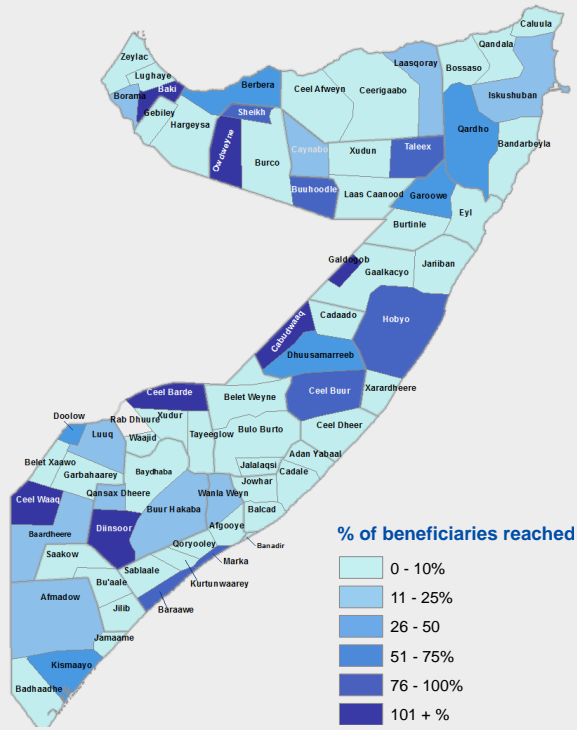 Caluula
Qandala
Zeylac
Bossaso
Laasqoray
Lughaye
Berbera
Baki
Ceel Afweyn
Ceerigaabo
Iskushuban
Borama
Sheikh
Gebiley
Hargeysa
Qardho
Bandarbeyla
Owdweyne
Caynabo
Xudun
Taleex
Burco
Buuhoodle
Laas Caanood
Garoowe
Eyl
Burtinle
Galdogob
Jariiban
Gaalkacyo
Cadaado
Hobyo
Cabudwaaq
Dhuusamarreeb
Ceel Barde
Belet Weyne
Ceel Buur
Xarardheere
Doolow
Rab Dhuure
Xudur
Luuq
Waajid
Tayeeglow
Bulo Burto
Ceel Dheer
Belet Xaawo
Adan Yabaal
Garbahaarey
Baydhaba
Jalalaqsi
Cadale
Jowhar
Qansax Dheere
Wanla Weyn
Ceel Waaq
Buur Hakaba
Balcad
Diinsoor
Afgooye
Baardheere
Qoryooley
Banadir
Saakow
Marka
Sablaale
Bu'aale
Kurtunwaarey
Afmadow
Jilib
Baraawe
Jamaame
Kismaayo
Badhaadhe
% of beneficiaries reached
0 - 10%
11 - 25%
26 - 50
51 - 75%
76 - 100%
101 + %